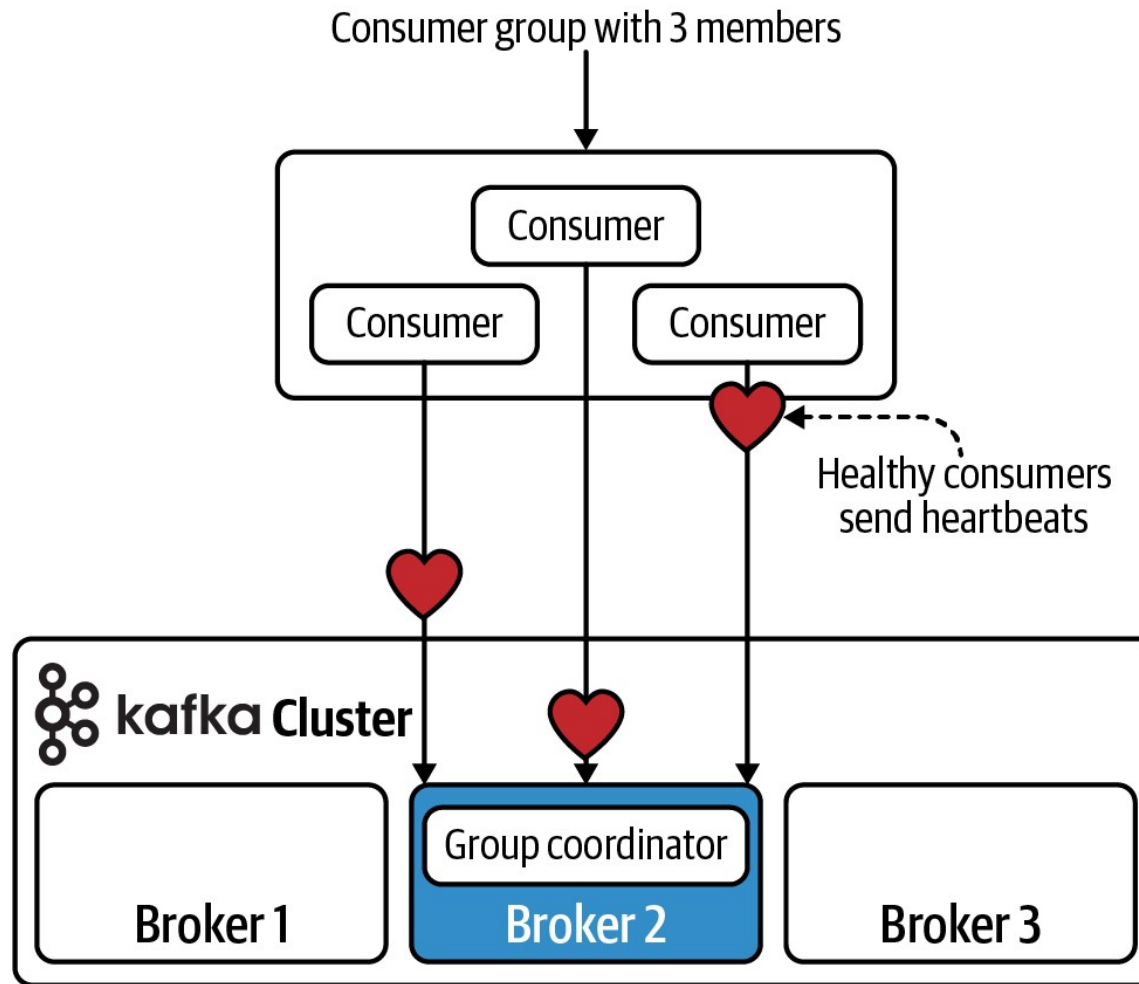 Consumer group with 3 members
Consumer
Consumer
Consumer
Healthy consumers
send heartbeats
kafka Cluster
Group coordinator
Broker 1
Broker 2
Broker 3